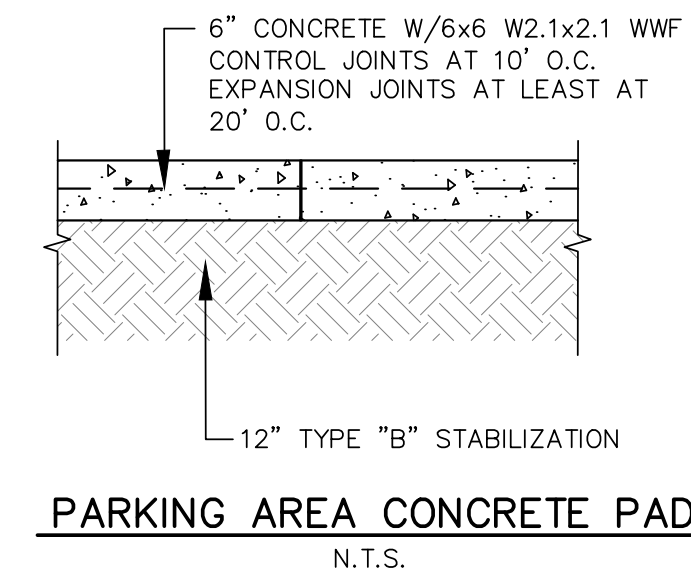 6” CONCRETE W/6x6 W2.1x2.1 WWF
CONTROL JOINTS AT 10' O.C.
EXPANSION JOINTS AT LEAST AT
20' O.C.
12” TYPE ”B” STABILIZATION
PARKING AREA CONCRETE PAD
N.T.S.